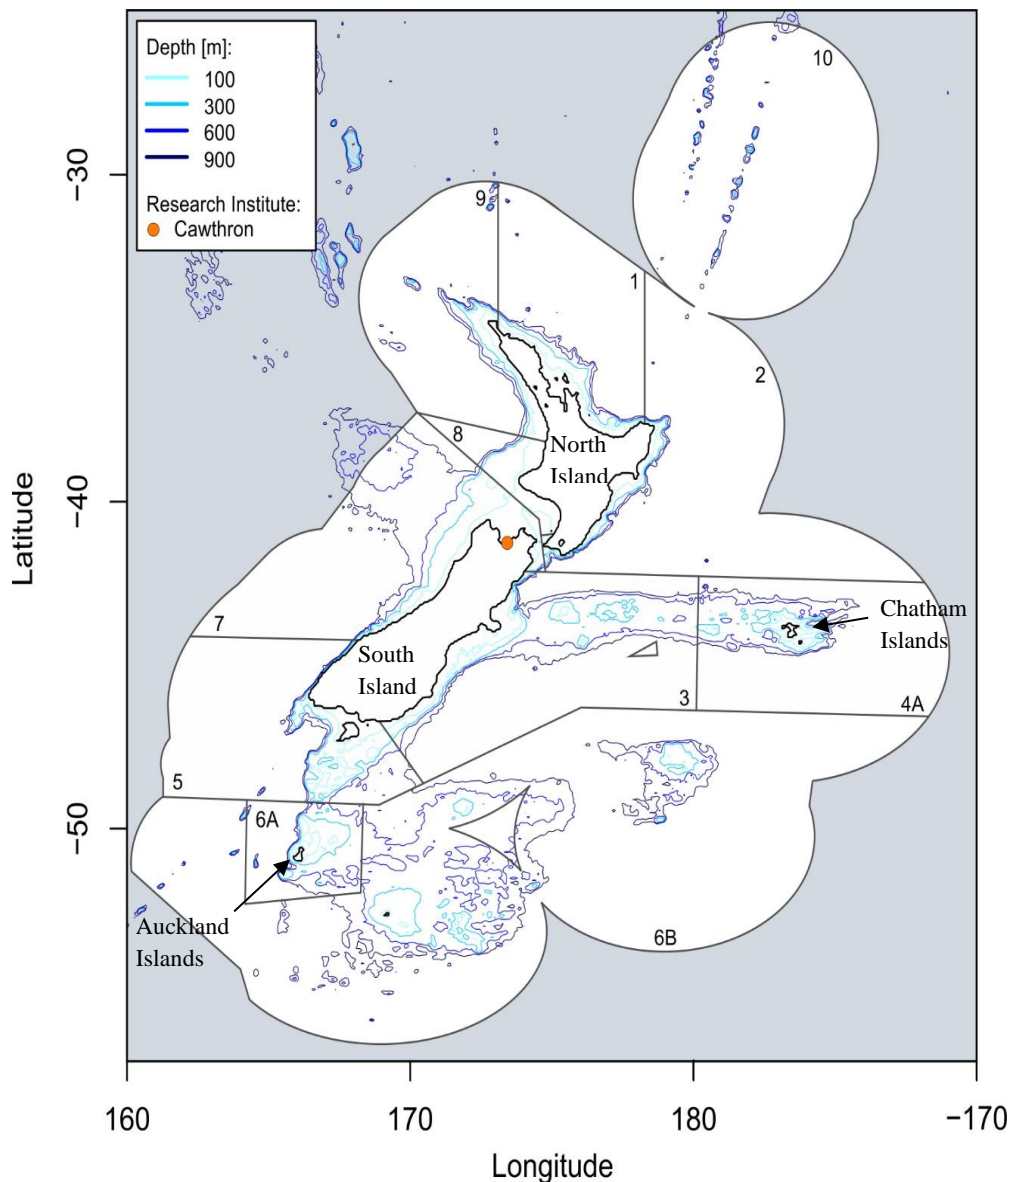 Depth [m]:
100
300
600
900
Research Institute:
Cawthron
10
9
1
2
8
North
Island
7
South
Island
Chatham
Islands
3
4A
5
6A
Auckland
Islands
6B
−30
−40
−50
Latitude
160
170
180
−170
Longitude